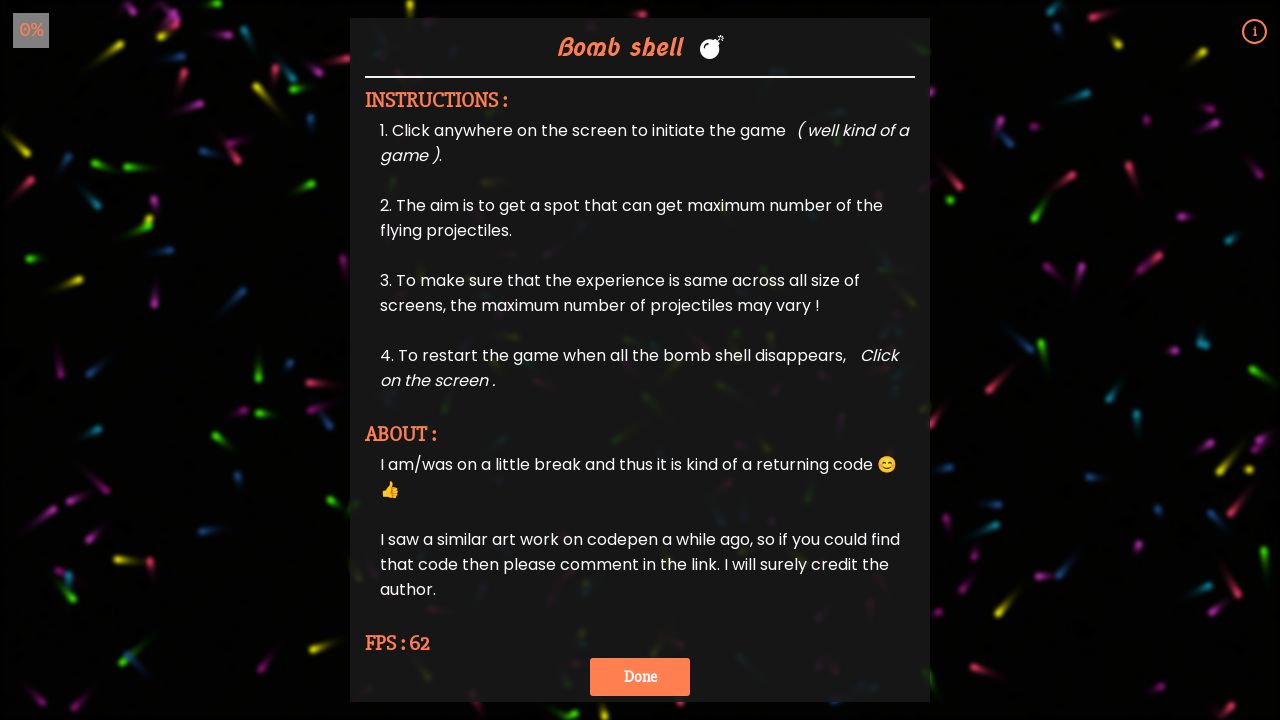 0%
i
Bomb shell 💣
INSTRUCTIONS :
1. Click anywhere on the screen to initiate the game ( well kind of a
game ).
2. The aim is to get a spot that can get maximum number of the
flying projectiles.
3. To make sure that the experience is same across all size of
screens, the maximum number of projectiles may vary !
4. To restart the game when all the bomb shell disappears, Click
on the screen .
ABOUT :
I am/was on a little break and thus it is kind of a returning code 😊
👍
I saw a similar art work on codepen a while ago, so if you could find
that code then please comment in the link. I will surely credit the
author.
FPS : 62
Done